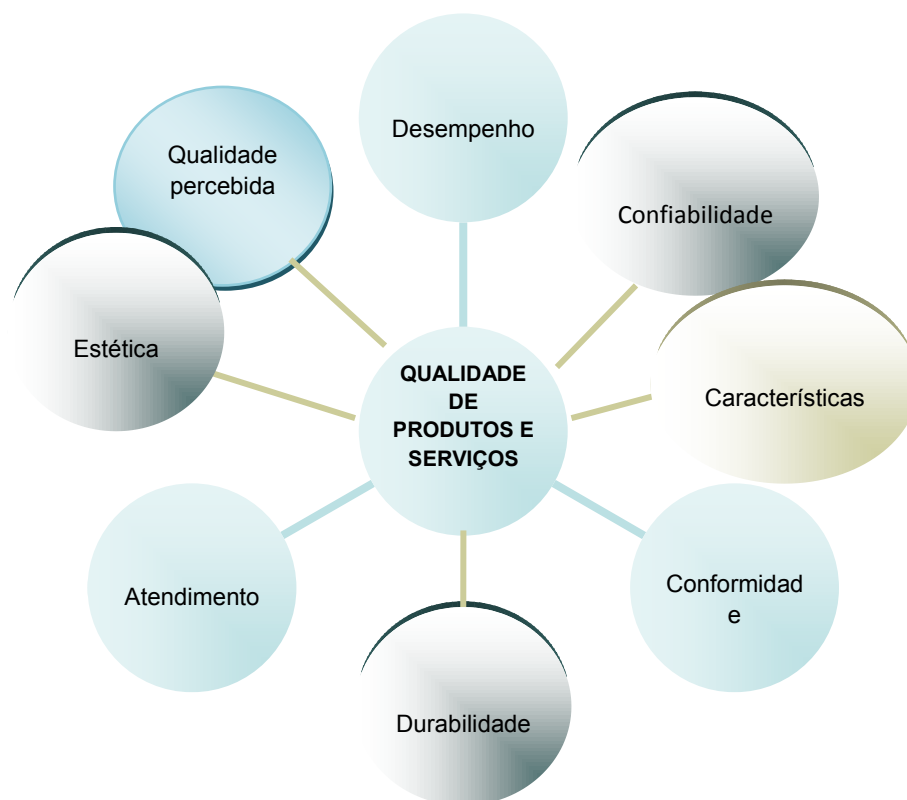 Desempenho
Qualidade
percebida
Confiabilidade
Estética
QUALIDADE
DE
PRODUTOS E
SERVIÇOS
Características
Atendimento
Conformidad
e
Durabilidade